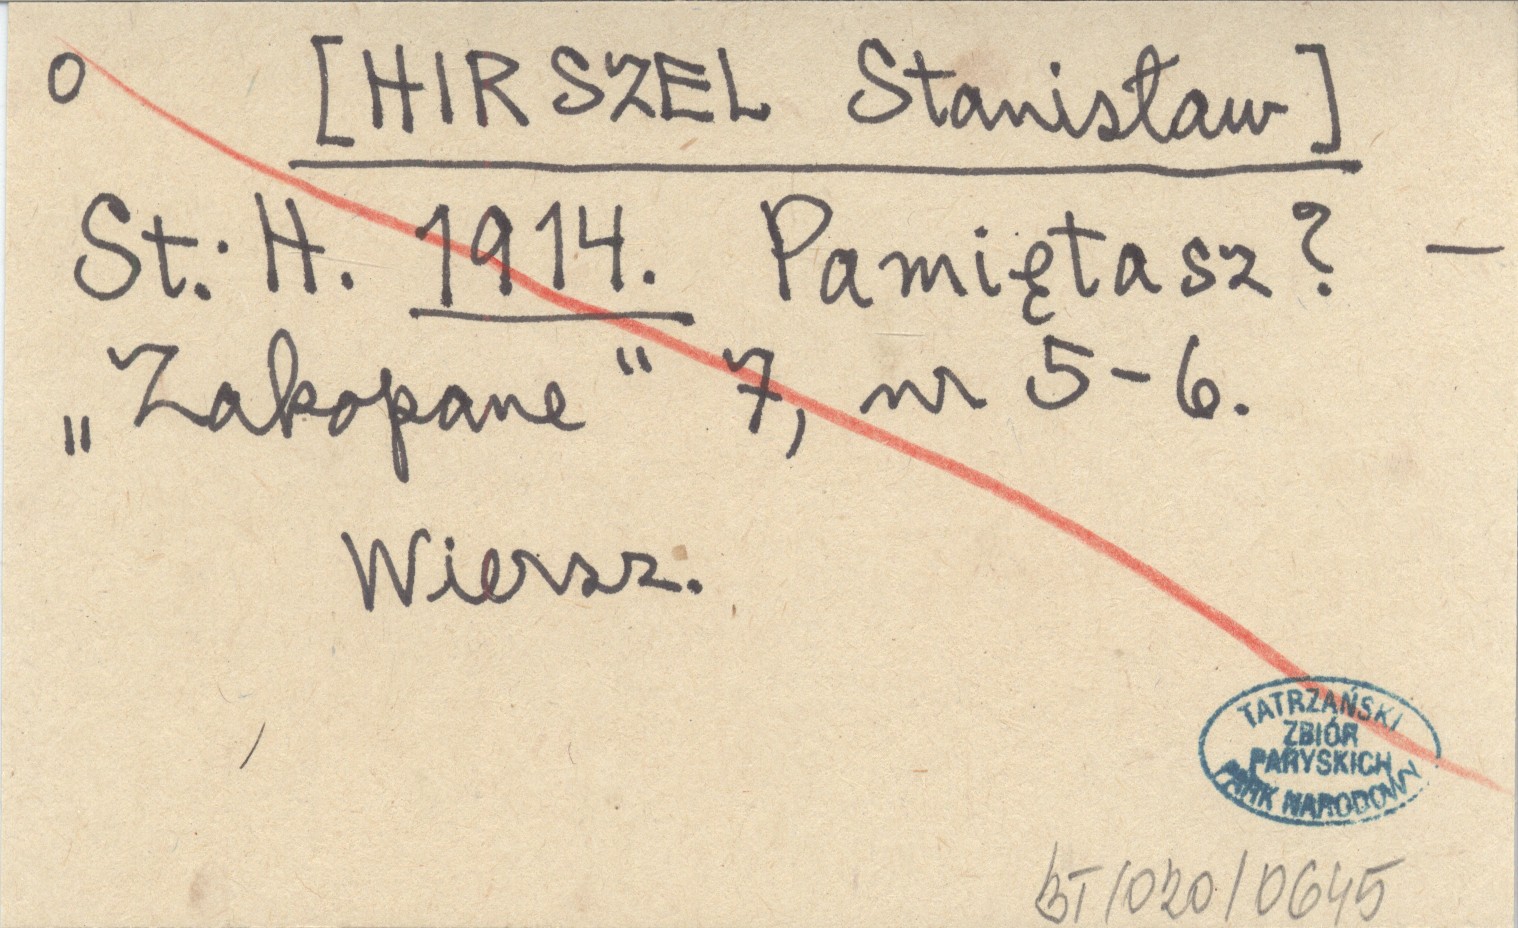 o [HIRSZEL Stanisław]
St. H. 1914. Pamiętasz? —
„Zakopane“ 7, nr 5-6.
Wiersz.
TATRZAŃSKI
ZBIÓR
PARYSKICH
PARK NARODOWY
BT/020/0645